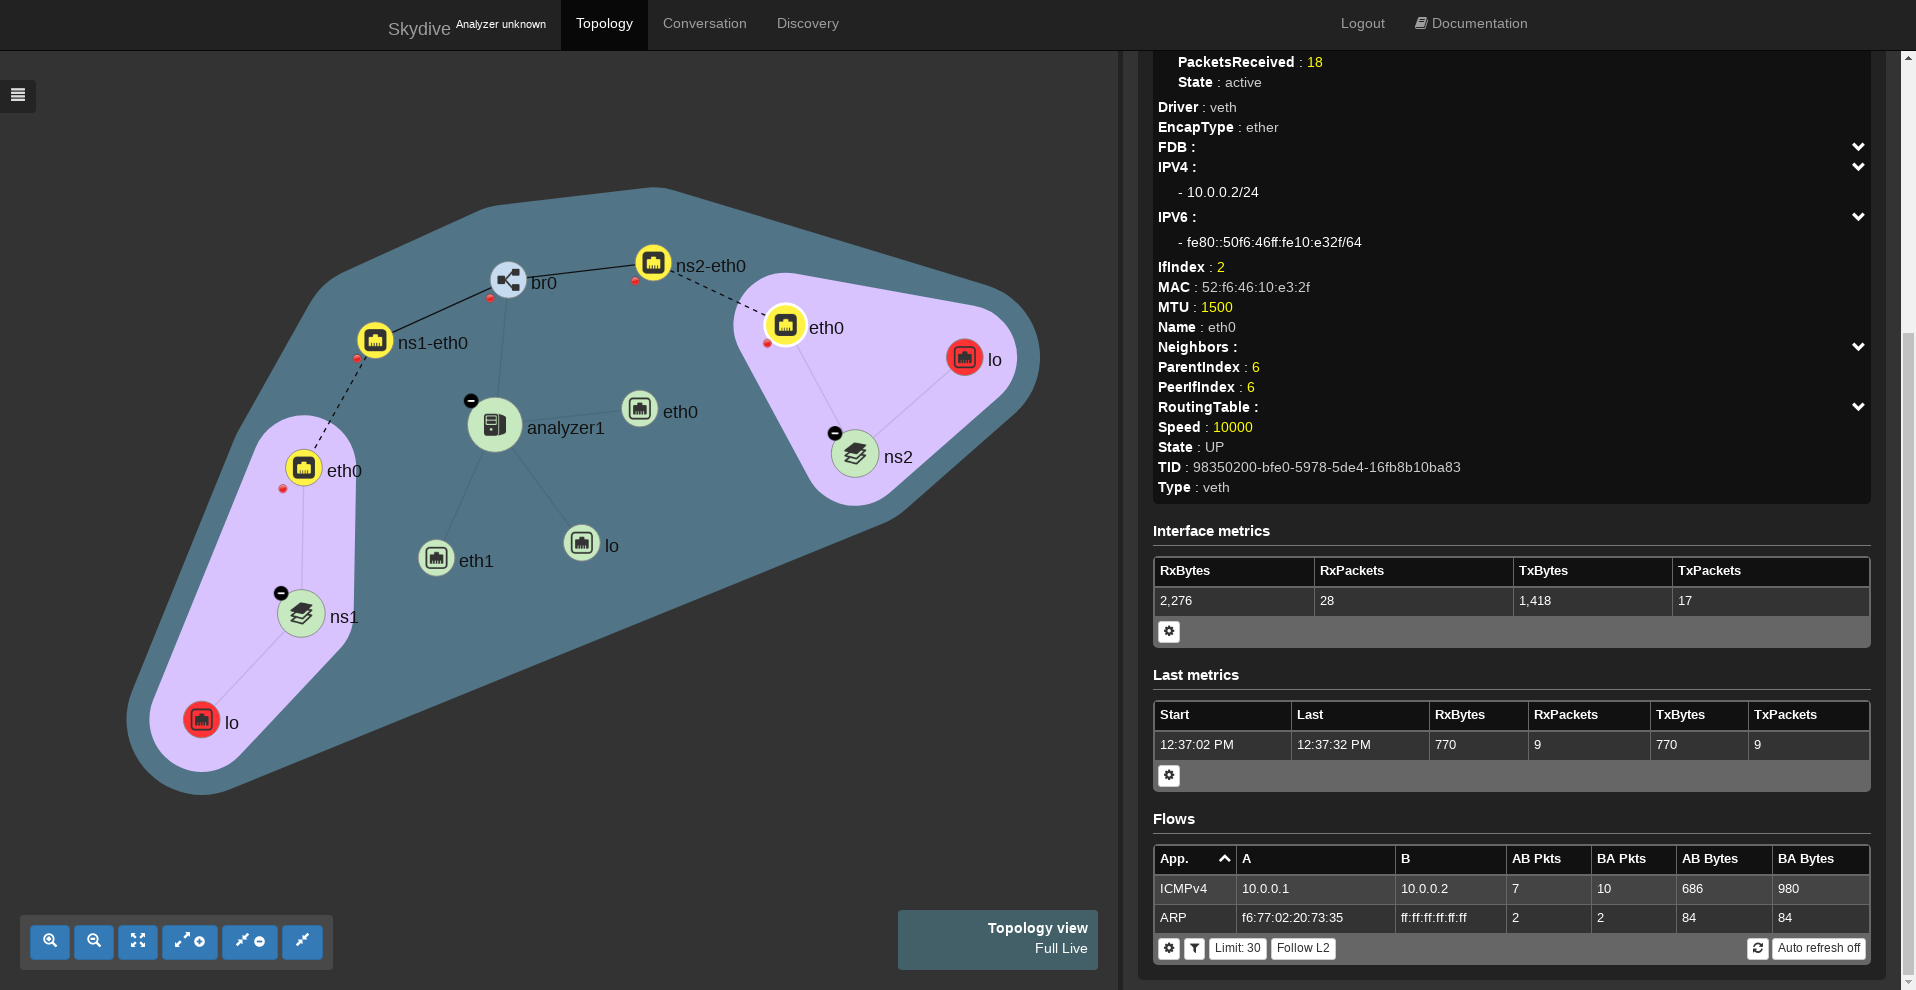 Skydive Analyzer unknown
Topology
Conversation
Discovery
Logout
Documentation
ns2-eth0
br0
eth0
ns1-eth0
lo
eth0
analyzer1
ns2
eth0
lo
eth1
ns1
lo
Topology view
Full Live
PacketsReceived : 18
State : active
Driver : veth
EncapType : ether
FDB :
IPV4 :
- 10.0.0.2/24
IPV6 :
- fe80::50f6:46ff:fe10:e32f/64
IfIndex : 2
MAC : 52:f6:46:10:e3:2f
MTU : 1500
Name : eth0
Neighbors :
ParentIndex : 6
PeerIfIndex : 6
RoutingTable :
Speed : 10000
State : UP
TID : 98350200-bfe0-5978-5de4-16fb8b10ba83
Type : veth
Interface metrics
RxBytes RxPackets TxBytes TxPackets
2,276 28 1,418 17
Last metrics
Start Last RxBytes RxPackets TxBytes TxPackets
12:37:02 PM 12:37:32 PM 770 9 770 9
Flows
App. A B AB Pkts BA Pkts AB Bytes BA Bytes
ICMPv4 10.0.0.1 10.0.0.2 7 10 686 980
ARP f6:77:02:20:73:35 ff:ff:ff:ff:ff:ff 2 2 84 84
Limit: 30 Follow L2 Auto refresh off